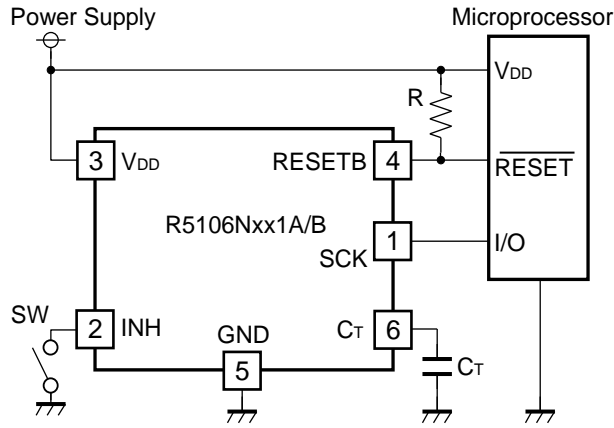 Power Supply
Microprocessor
VDD
R
3
VDD
RESETB
4
RESET
R5106Nxx1A/B
1
I/O
SCK
SW
2
INH
GND
CT
6
5
CT